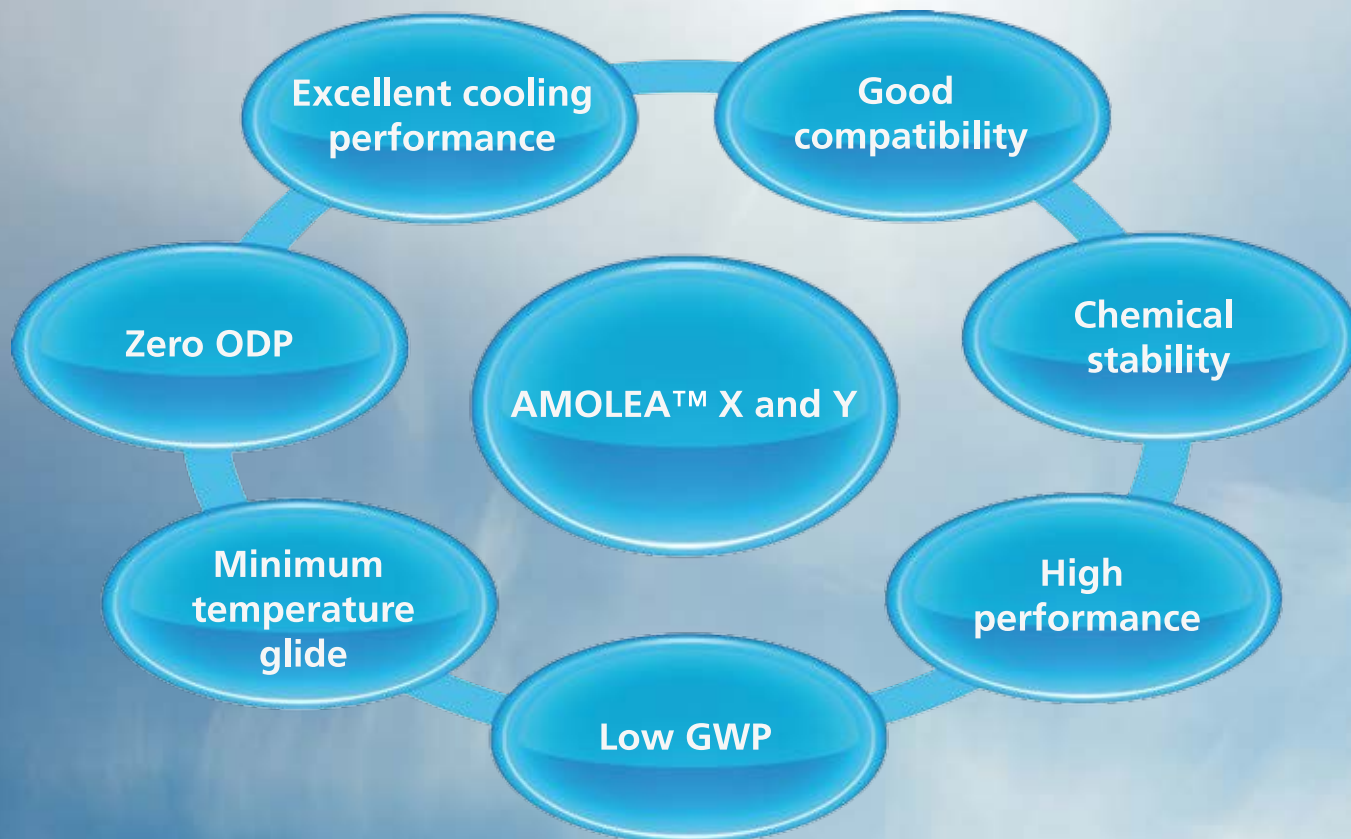 Excellent cooling
performance
Good
compatibility
Zero ODP
Chemical
stability
AMOLEA™ X and Y
Minimum
temperature
glide
High
performance
Low GWP